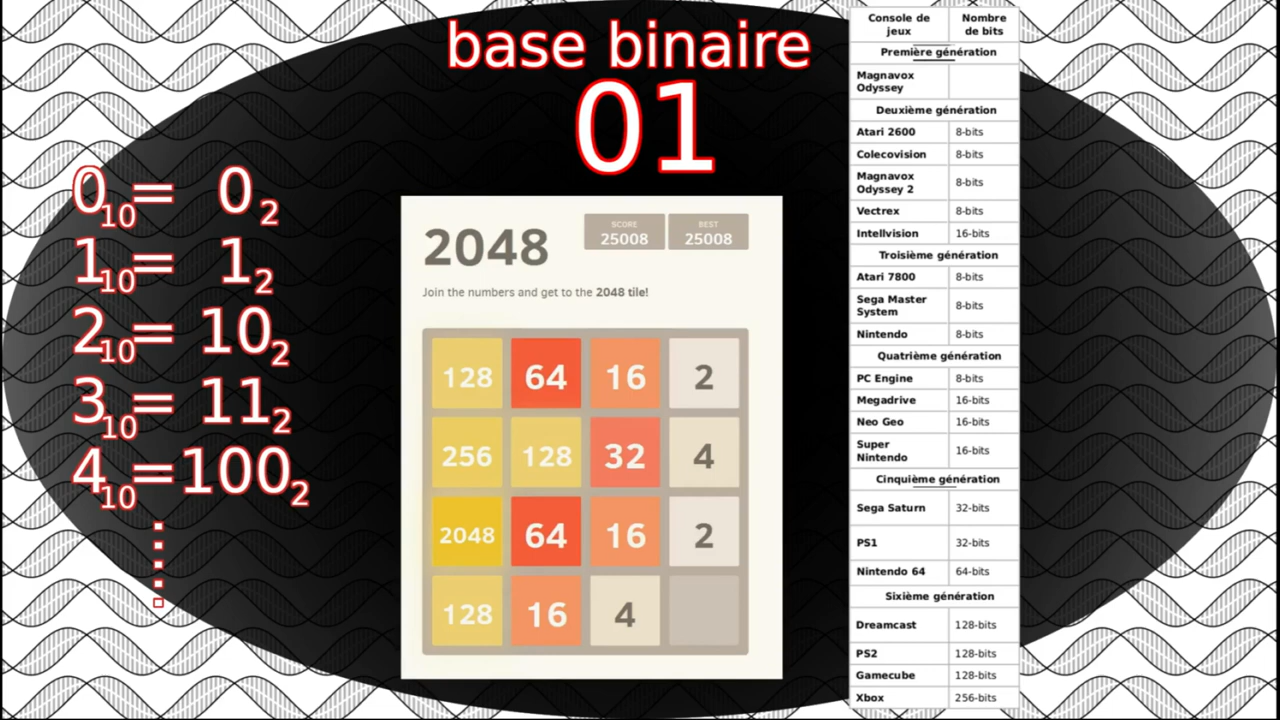 base binaire
01
0₁₀= 0₂
1₁₀= 1₂
2₁₀= 10₂
3₁₀= 11₂
4₁₀=100₂
2048
SCORE
25008
BEST
25008
Join the numbers and get to the 2048 tile!
128 64 16 2
256 128 32 4
2048 64 16 2
128 16 4
Console de Nombre
jeux de bits
Première génération
Magnavox
Odyssey
Deuxième génération
Atari 2600 8-bits
Colecovision 8-bits
Magnavox
Odyssey 2 8-bits
Vectrex 8-bits
Intellvision 16-bits
Troisième génération
Atari 7800 8-bits
Sega Master
System 8-bits
Nintendo 8-bits
Quatrième génération
PC Engine 8-bits
Megadrive 16-bits
Neo Geo 16-bits
Super
Nintendo 16-bits
Cinquième génération
Sega Saturn 32-bits
PS1 32-bits
Nintendo 64 64-bits
Sixième génération
Dreamcast 128-bits
PS2 128-bits
Gamecube 128-bits
Xbox 256-bits